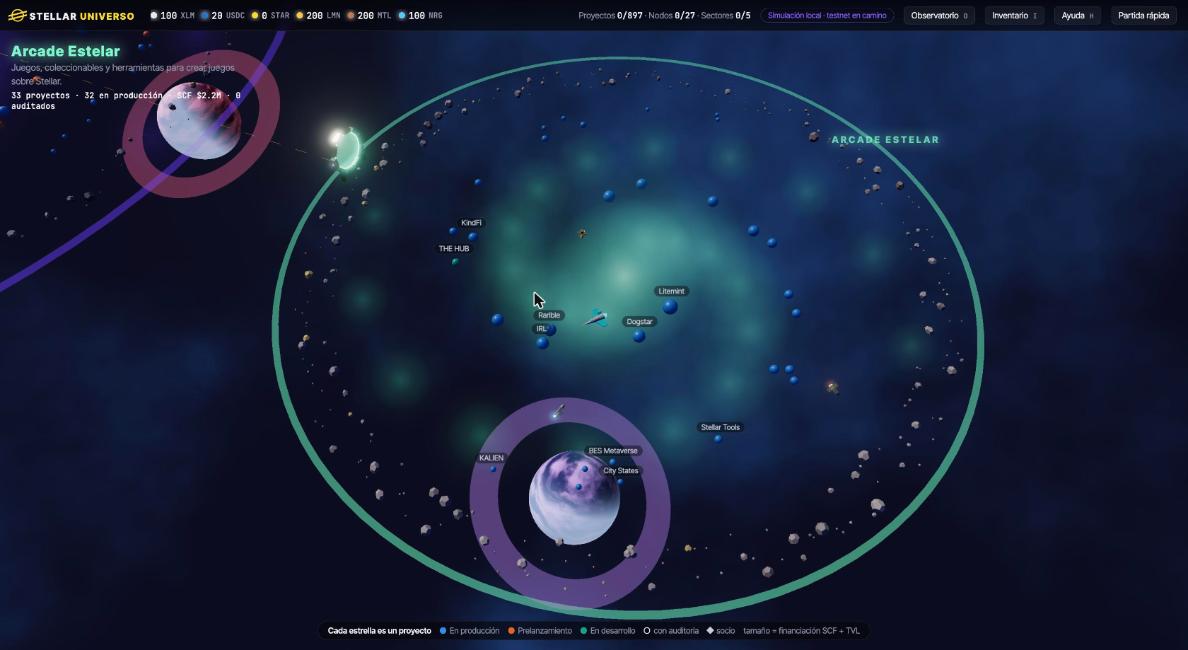 STELLAR UNIVERSO
100 XLM 20 USDC 0 STAR 200 LMN 200 MTL 100 NRG
Proyectos 0/897 · Nodos 0/27 · Sectores 0/5
Simulación local · testnet en camino
Observatorio O
Inventario I
Ayuda H
Partida rápida
Arcade Estelar
Juegos, coleccionables y herramientas para crear juegos
sobre Stellar.
33 proyectos · 32 en producción · SCF $2.2M · 0
auditados
ARCADE ESTELAR
KindFi
THE HUB
Litemint
Rarible
Dogstar
IRL
Stellar Tools
BES Metaverse
KALIEN
City States
Cada estrella es un proyecto En producción Prelanzamiento En desarrollo con auditoría socio tamaño = financiación SCF + TVL